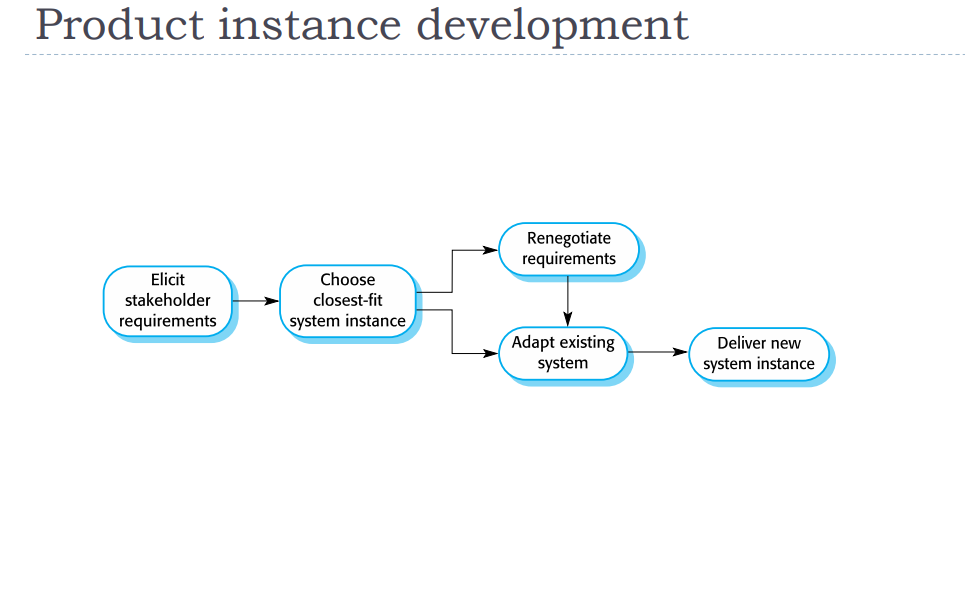 Product instance development
Elicit
stakeholder
requirements
Choose
closest-fit
system instance
Renegotiate
requirements
Adapt existing
system
Deliver new
system instance